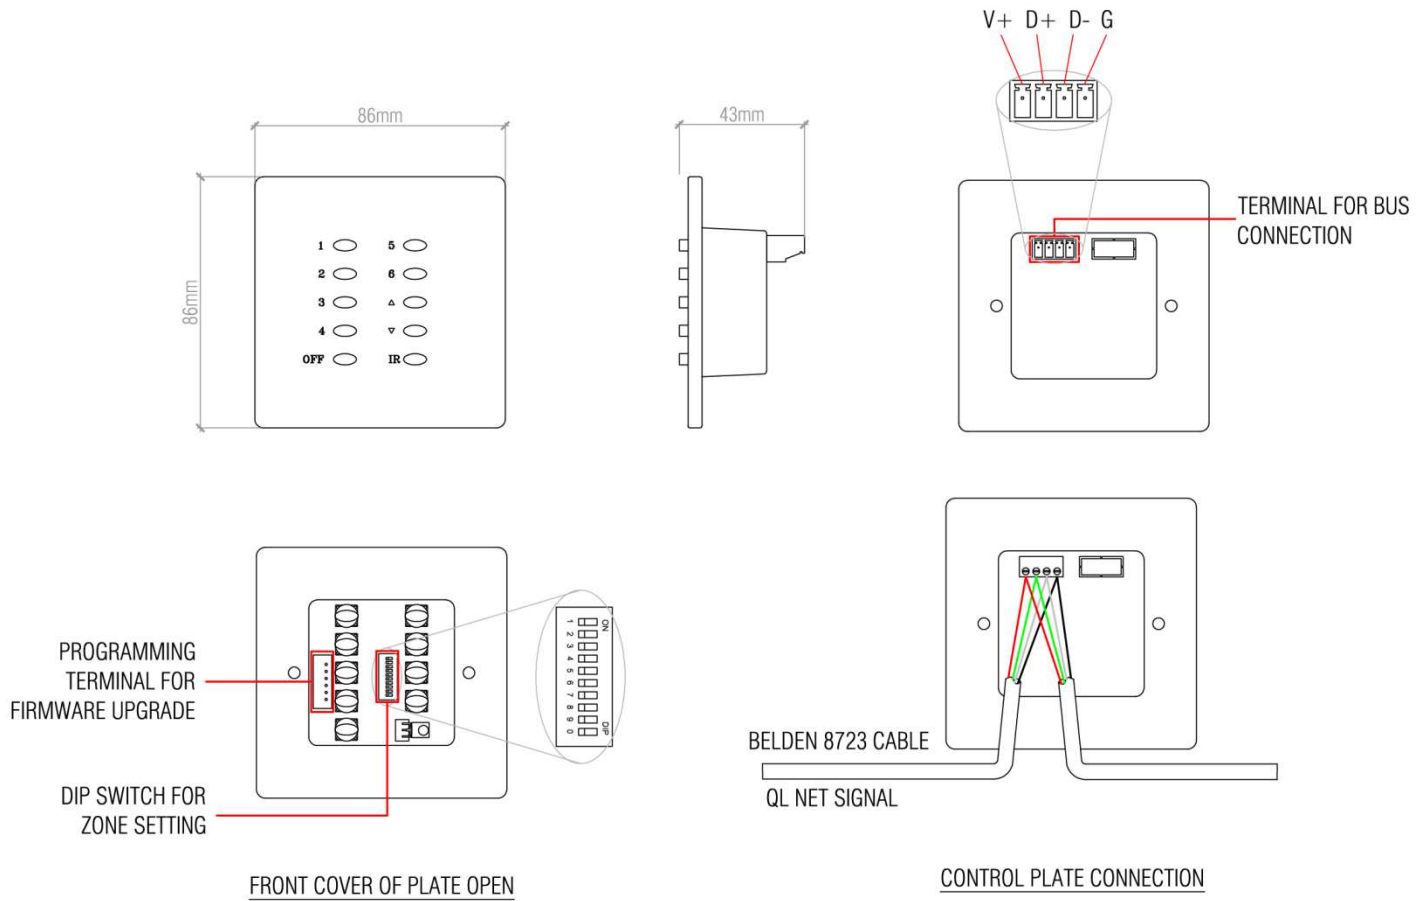 V+ D+ D- G
86mm
43mm
86mm
TERMINAL FOR BUS
CONNECTION
1 5
2 6
3 △
4 ▽
OFF IR
PROGRAMMING
TERMINAL FOR
FIRMWARE UPGRADE
DIP SWITCH FOR
ZONE SETTING
ON
1 2 3 4 5 6 7 8 9 0
DIP
BELDEN 8723 CABLE
QL NET SIGNAL
FRONT COVER OF PLATE OPEN
CONTROL PLATE CONNECTION